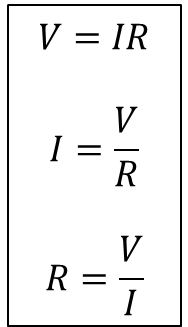 V = IR
I = V/R
R = V/I